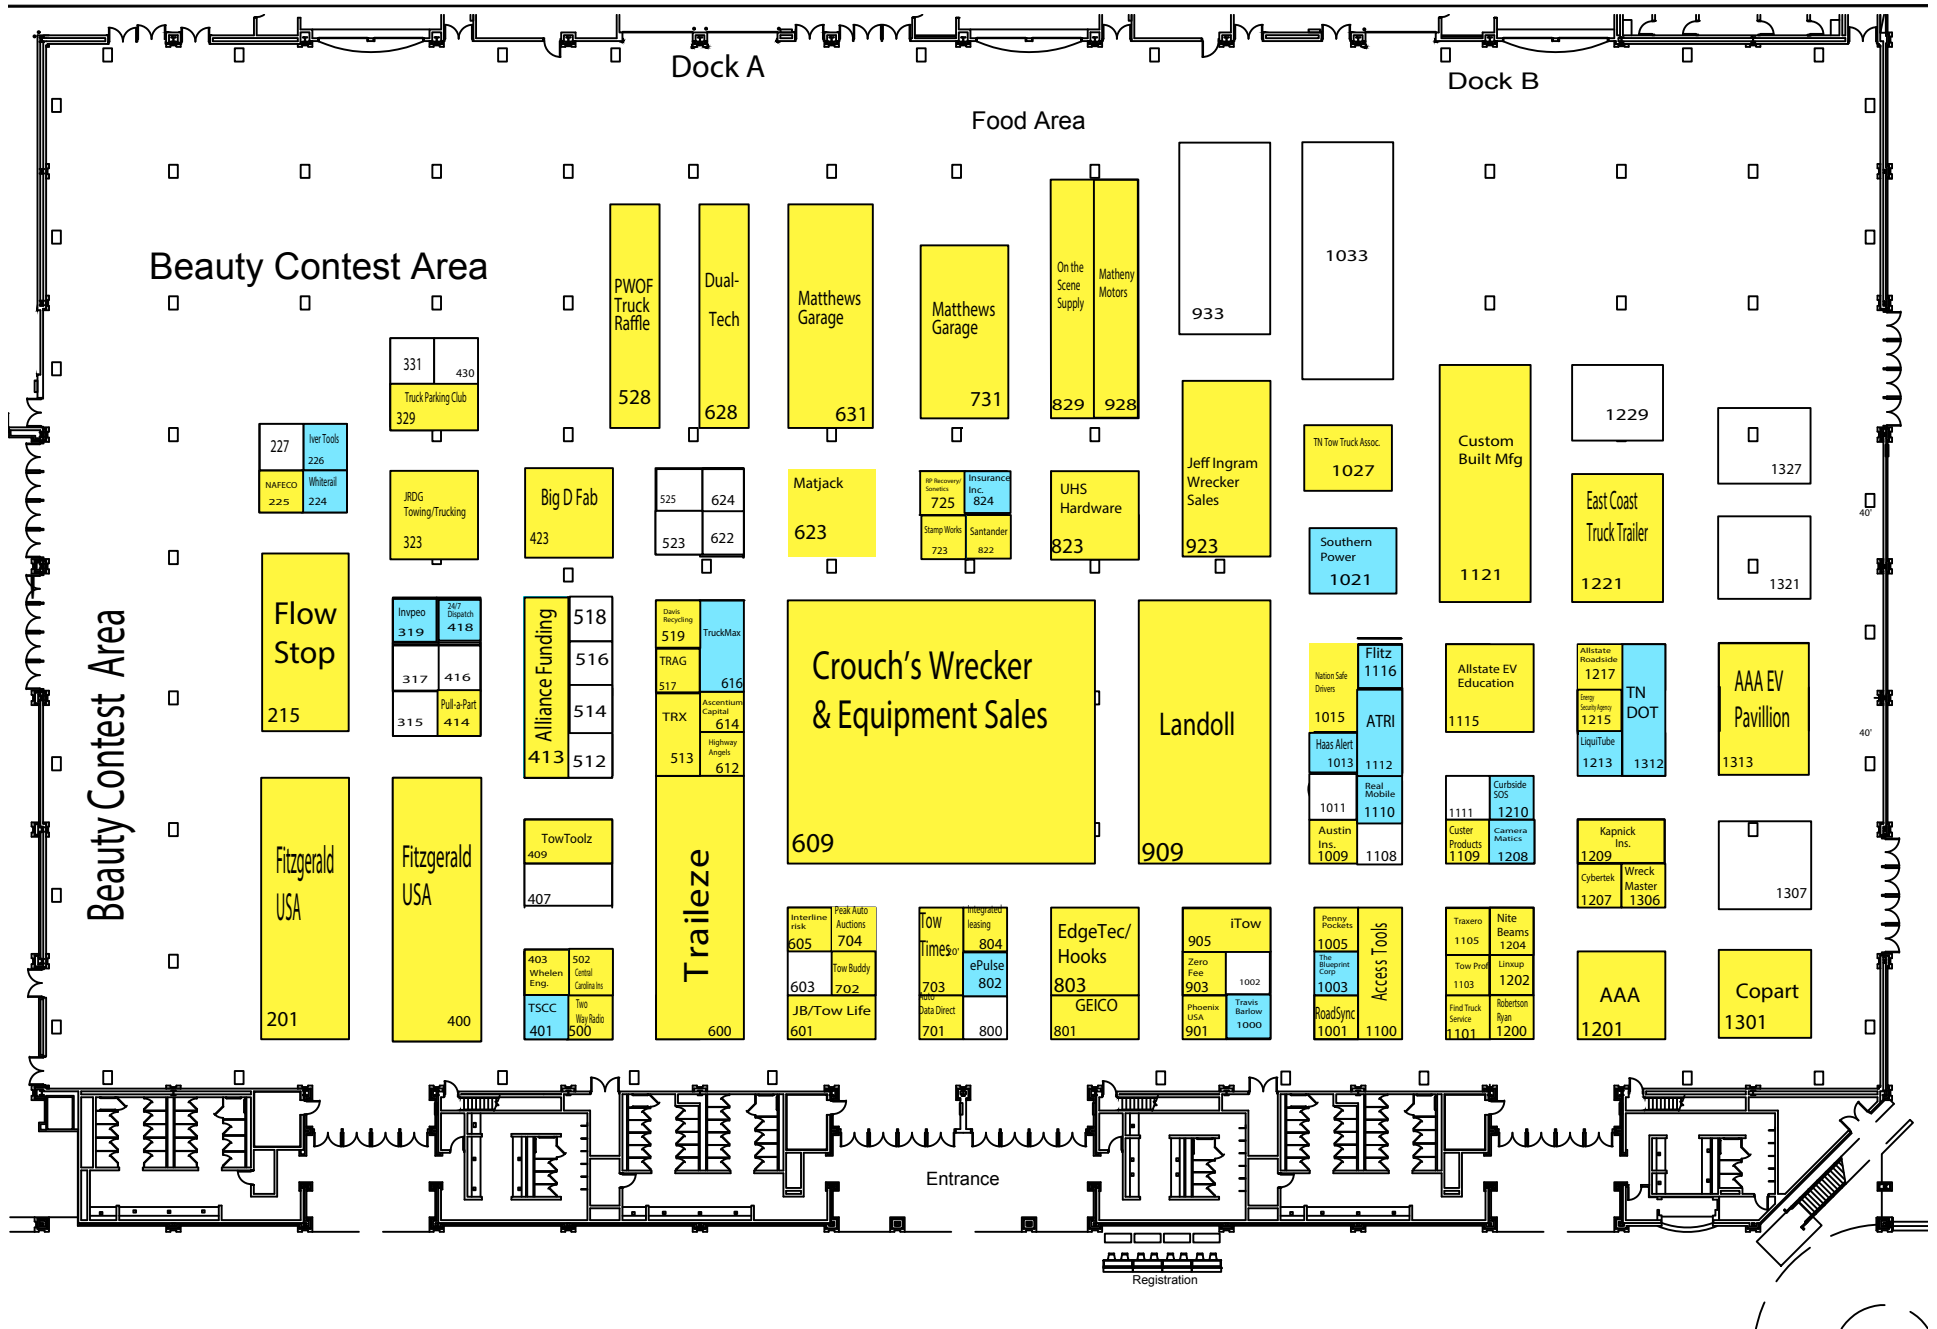 Dock A
Dock B
Food Area
Beauty Contest Area
Beauty Contest Area
PWOF
Truck
Raffle
528
Dual-
Tech
628
Matthews
Garage
631
Matthews
Garage
731
On the
Scene
Supply
829
Matheny
Motors
928
933
1033
331
430
Truck Parking Club
329
227
Iver Tools
226
NAFECO
225
Whiterail
224
JRDG
Towing/Trucking
323
Big D Fab
423
525
624
523
622
Matjack
623
RP Recovery/
Sonetics
725
Insurance
Inc.
824
Stamp Works
723
Santander
822
UHS
Hardware
823
Jeff Ingram
Wrecker
Sales
923
TN Tow Truck Assoc.
1027
Southern
Power
1021
Custom
Built Mfg
1121
1229
East Coast
Truck Trailer
1221
1327
1321
40'
40'
Flow
Stop
215
Invpeo
319
24/7
Dispatch
418
317
416
315
Pull-a-Part
414
Alliance Funding
413
518
516
514
512
Davis
Recycling
519
TruckMax
616
TRAG
517
TRX
513
Ascentium
Capital
614
Highway
Angels
612
Crouch's Wrecker
& Equipment Sales
609
Landoll
909
Nation Safe
Drivers
1015
Flitz
1116
ATRI
1112
Haas Alert
1013
1011
Real
Mobile
1110
Austin
Ins.
1009
1108
Allstate EV
Education
1115
1111
Curbside
SOS
1210
Custer
Products
1109
Camera
Matics
1208
Allstate
Roadside
1217
Energy
Security Agency
1215
LiquiTube
1213
TN
DOT
1312
AAA EV
Pavillion
1313
Kapnick
Ins.
1209
Cybertek
1207
Wreck
Master
1306
1307
Fitzgerald
USA
201
Fitzgerald
USA
400
TowToolz
409
407
403
Whelen
Eng.
502
Central
Carolina Ins
TSCC
401
Two
Way Radio
500
Traileze
600
Interline
risk
605
Peak Auto
Auctions
704
603
Tow Buddy
702
JB/Tow Life
601
Tow
Times
20'
703
Integrated
leasing
804
ePulse
802
Auto
Data Direct
701
800
EdgeTec/
Hooks
803
GEICO
801
iTow
905
Zero
Fee
903
1002
Phoenix
USA
901
Travis
Barlow
1000
Penny
Pockets
1005
The
Blueprint
Corp
1003
RoadSync
1001
Access Tools
1100
Traxero
1105
Nite
Beams
1204
Tow Prof
1103
Linxup
1202
Find Truck
Service
1101
Robertson
Ryan
1200
AAA
1201
Copart
1301
Entrance
Registration